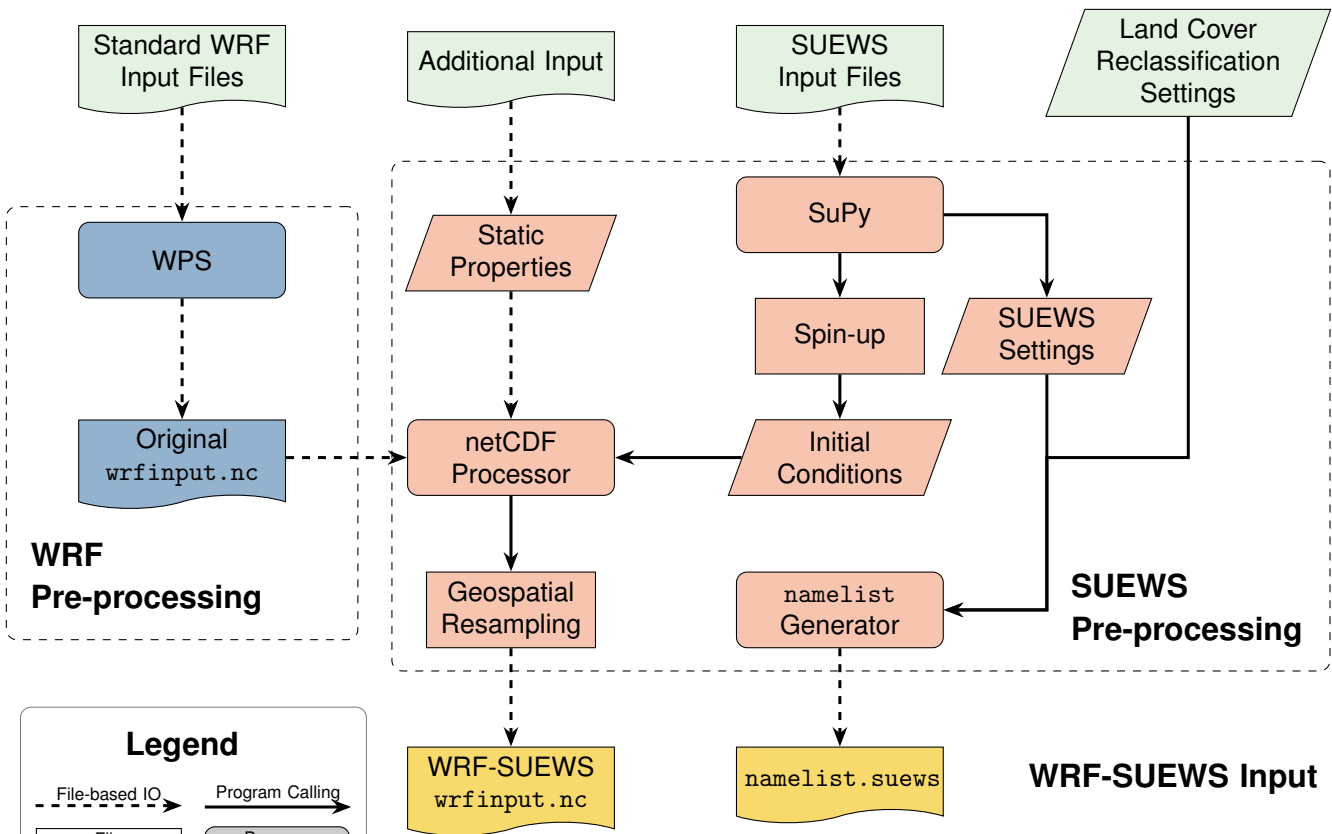 Standard WRF
Input Files
Additional Input
SUEWS
Input Files
Land Cover
Reclassification
Settings
WPS
Static
Properties
SuPy
Spin-up
SUEWS
Settings
Original
wrfinput.nc
netCDF
Processor
Initial
Conditions
WRF
Pre-processing
Geospatial
Resampling
namelist
Generator
SUEWS
Pre-processing
Legend
File-based IO
Program Calling
WRF-SUEWS
wrfinput.nc
namelist.suews
WRF-SUEWS Input